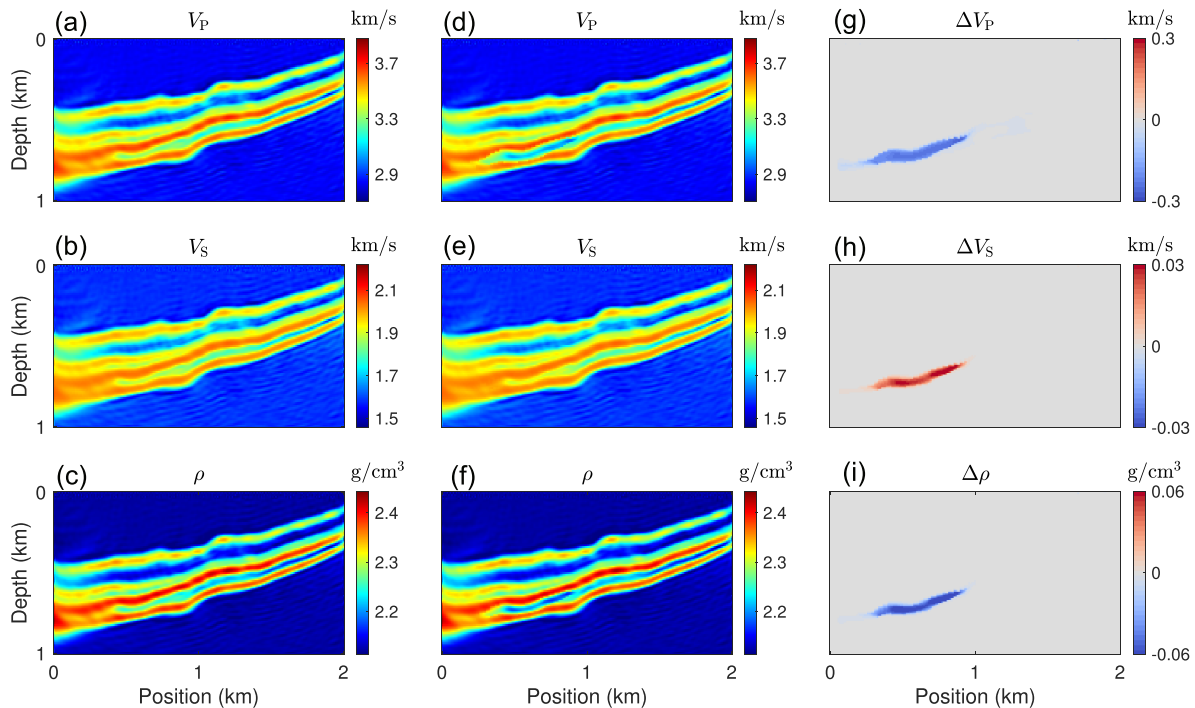 (a) V_P km/s (d) V_P km/s (g) ΔV_P km/s
0 3.7 3.7 0.3
Depth (km) 3.3 3.3 0
2.9 2.9
1 -0.3
(b) V_S km/s (e) V_S km/s (h) ΔV_S km/s
0 2.1 2.1 0.03
Depth (km) 1.9 1.9 0
1.7 1.7
1 1.5 1.5 -0.03
(c) ρ g/cm³ (f) ρ g/cm³ (i) Δρ g/cm³
0 2.4 2.4 0.06
Depth (km) 2.3 2.3 0
2.2 2.2
1 -0.06
0 1 2 0 1 2 0 1 2
Position (km) Position (km) Position (km)